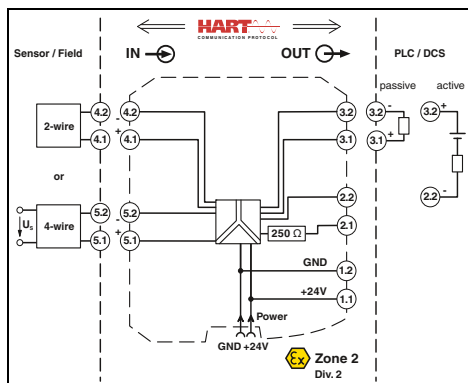 HART
COMMUNICATION PROTOCOL
Sensor / Field
IN
OUT
PLC / DCS
passive
active
4.2
4.2
-
3.2
3.2
-
3.2
+
2-wire
+
4.1
4.1
3.1
3.1
+
or
2.2
2.2
-
5.2
5.2
-
Us
4-wire
250 Ω
2.1
5.1
+
5.1
GND
1.2
+24V
1.1
Power
GND +24V
Ex
Zone 2
Div. 2